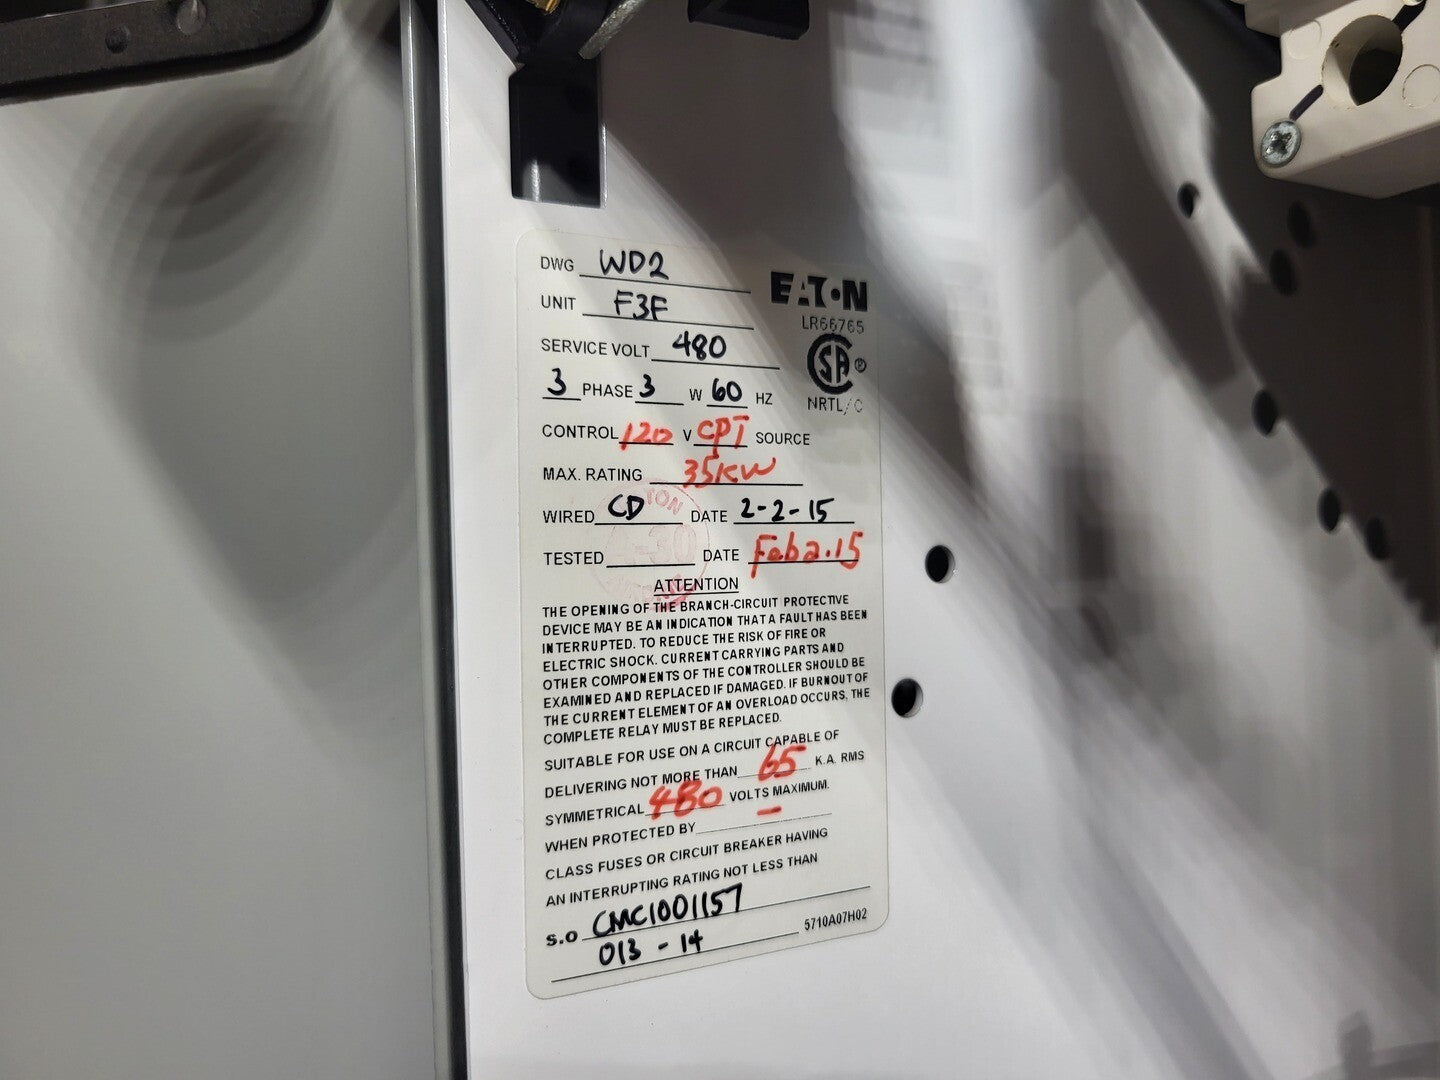 DWG WD2
EATON
UNIT F3F
LR66765
SERVICE VOLT 480
SA ®
3 PHASE 3 W 60 HZ
NRTL/C
CONTROL 120 V CPT SOURCE
MAX. RATING 35KW
WIRED CD DATE 2-2-15
TESTED DATE Feb 2.15
ATTENTION
THE OPENING OF THE BRANCH-CIRCUIT PROTECTIVE
DEVICE MAY BE AN INDICATION THAT A FAULT HAS BEEN
INTERRUPTED. TO REDUCE THE RISK OF FIRE OR
ELECTRIC SHOCK. CURRENT CARRYING PARTS AND
OTHER COMPONENTS OF THE CONTROLLER SHOULD BE
EXAMINED AND REPLACED IF DAMAGED. IF BURNOUT OF
THE CURRENT ELEMENT OF AN OVERLOAD OCCURS, THE
COMPLETE RELAY MUST BE REPLACED.
SUITABLE FOR USE ON A CIRCUIT CAPABLE OF
DELIVERING NOT MORE THAN 65 K.A. RMS
SYMMETRICAL 480 VOLTS MAXIMUM.
WHEN PROTECTED BY -
CLASS FUSES OR CIRCUIT BREAKER HAVING
AN INTERRUPTING RATING NOT LESS THAN
S.O CMC1001157
013 - 14
5710A07H02